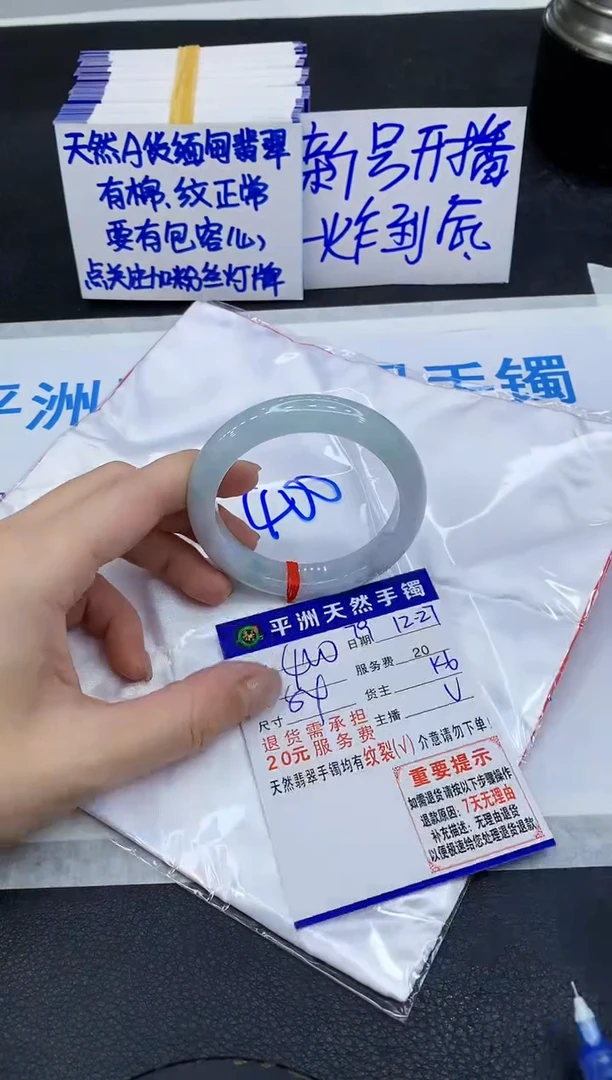 天然A货缅甸翡翠
有棉、纹正常
要有包容心,
点关注加粉丝灯牌
新号开播
一炸到底
平洲
手镯
400
平洲天然手镯
日期 12-27
400
服务费 20
尺寸
货主 K6
主播 V
退货需承担
20元服务费
天然翡翠手镯均有纹裂(√)介意请勿下单!
重要提示
如需退货请按以下步骤操作
退款原因:7天无理由
补充描述:无理由退货
以便极速给您处理退货退款